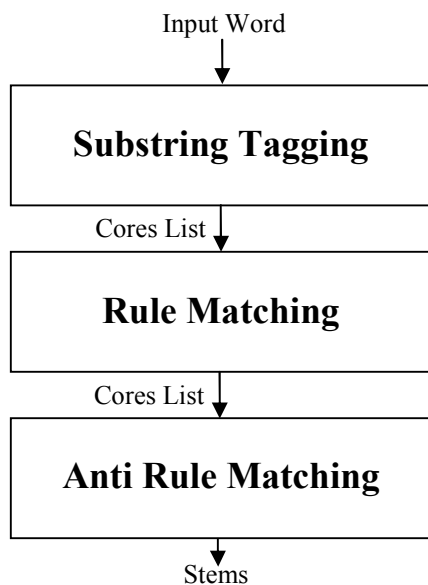 Input Word
Substring Tagging
Cores List
Rule Matching
Cores List
Anti Rule Matching
Stems